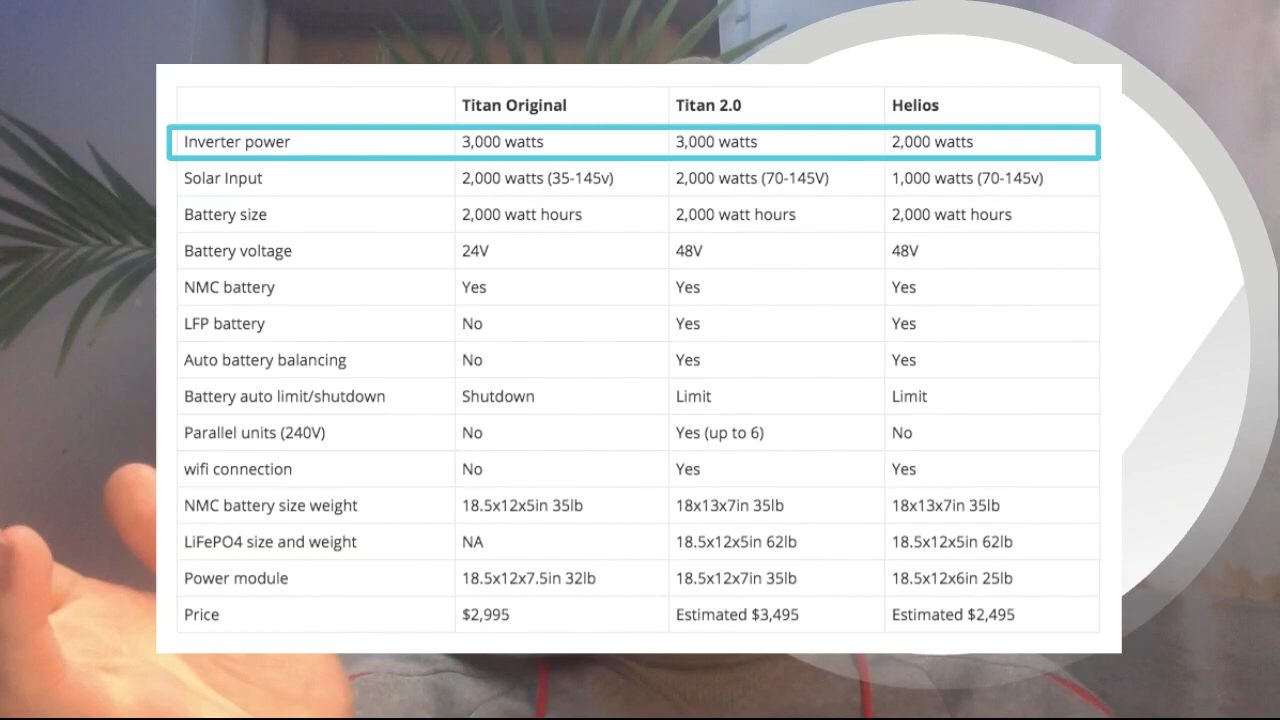 Titan Original Titan 2.0 Helios
Inverter power 3,000 watts 3,000 watts 2,000 watts
Solar Input 2,000 watts (35-145v) 2,000 watts (70-145V) 1,000 watts (70-145v)
Battery size 2,000 watt hours 2,000 watt hours 2,000 watt hours
Battery voltage 24V 48V 48V
NMC battery Yes Yes Yes
LFP battery No Yes Yes
Auto battery balancing No Yes Yes
Battery auto limit/shutdown Shutdown Limit Limit
Parallel units (240V) No Yes (up to 6) No
wifi connection No Yes Yes
NMC battery size weight 18.5x12x5in 35lb 18x13x7in 35lb 18x13x7in 35lb
LiFePO4 size and weight NA 18.5x12x5in 62lb 18.5x12x5in 62lb
Power module 18.5x12x7.5in 32lb 18.5x12x7in 35lb 18.5x12x6in 25lb
Price $2,995 Estimated $3,495 Estimated $2,495